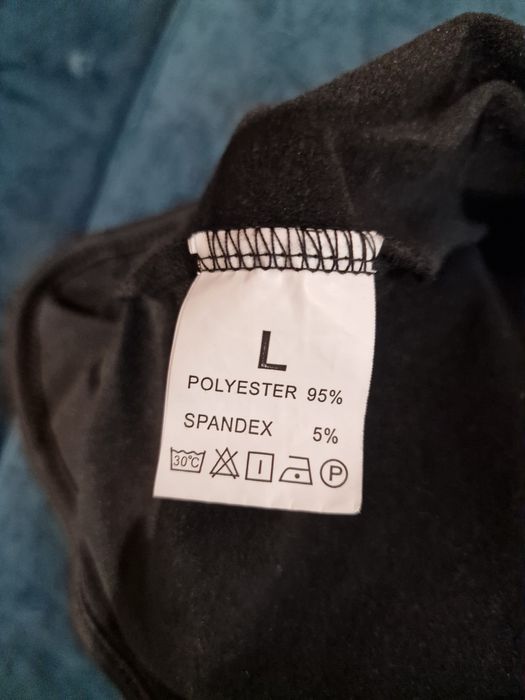 L
POLYESTER 95%
SPANDEX 5%
30°C P